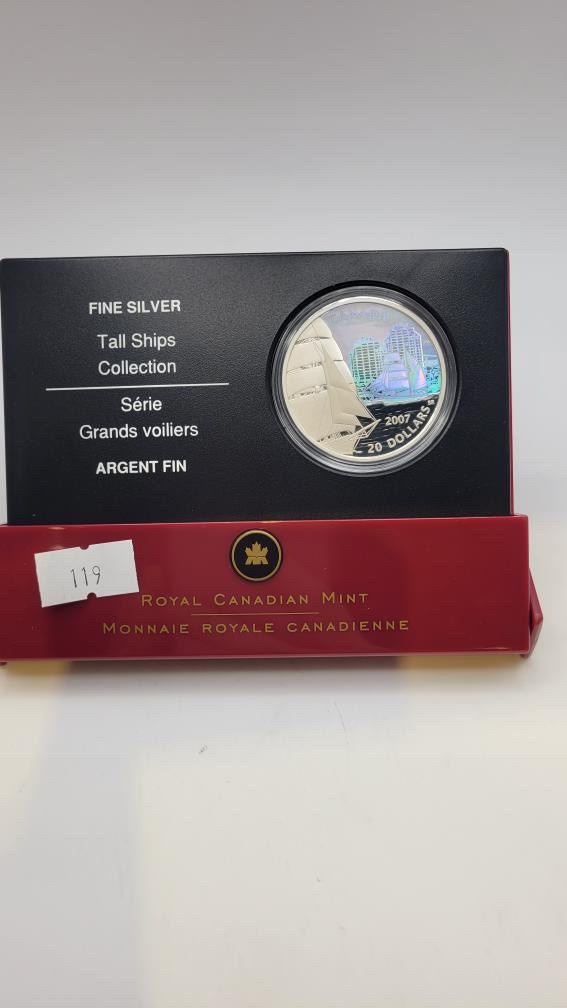 FINE SILVER
Tall Ships
Collection
Série
Grands voiliers
ARGENT FIN
2007
20 DOLLARS
119
ROYAL CANADIAN MINT
MONNAIE ROYALE CANADIENNE